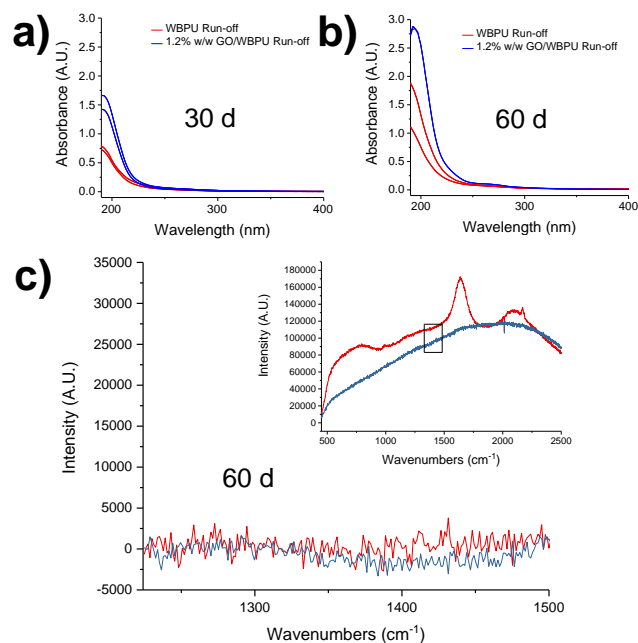 a)
3.0
2.5
2.0
1.5
1.0
0.5
0.0
Absorbance (A.U.)
WBPU Run-off
1.2% w/w GO/WBPU Run-off
30 d
200
300
400
Wavelength (nm)
b)
3.0
2.5
2.0
1.5
1.0
0.5
0.0
Absorbance (A.U.)
WBPU Run-off
1.2% w/w GO/WBPU Run-off
60 d
200
300
400
Wavelength (nm)
c)
35000
30000
25000
20000
15000
10000
5000
0
-5000
Intensity (A.U.)
60 d
1300
1400
1500
Wavenumbers (cm⁻¹)
180000
160000
140000
120000
100000
80000
60000
40000
20000
0
Intensity (A.U.)
500
1000
1500
2000
2500
Wavenumbers (cm⁻¹)